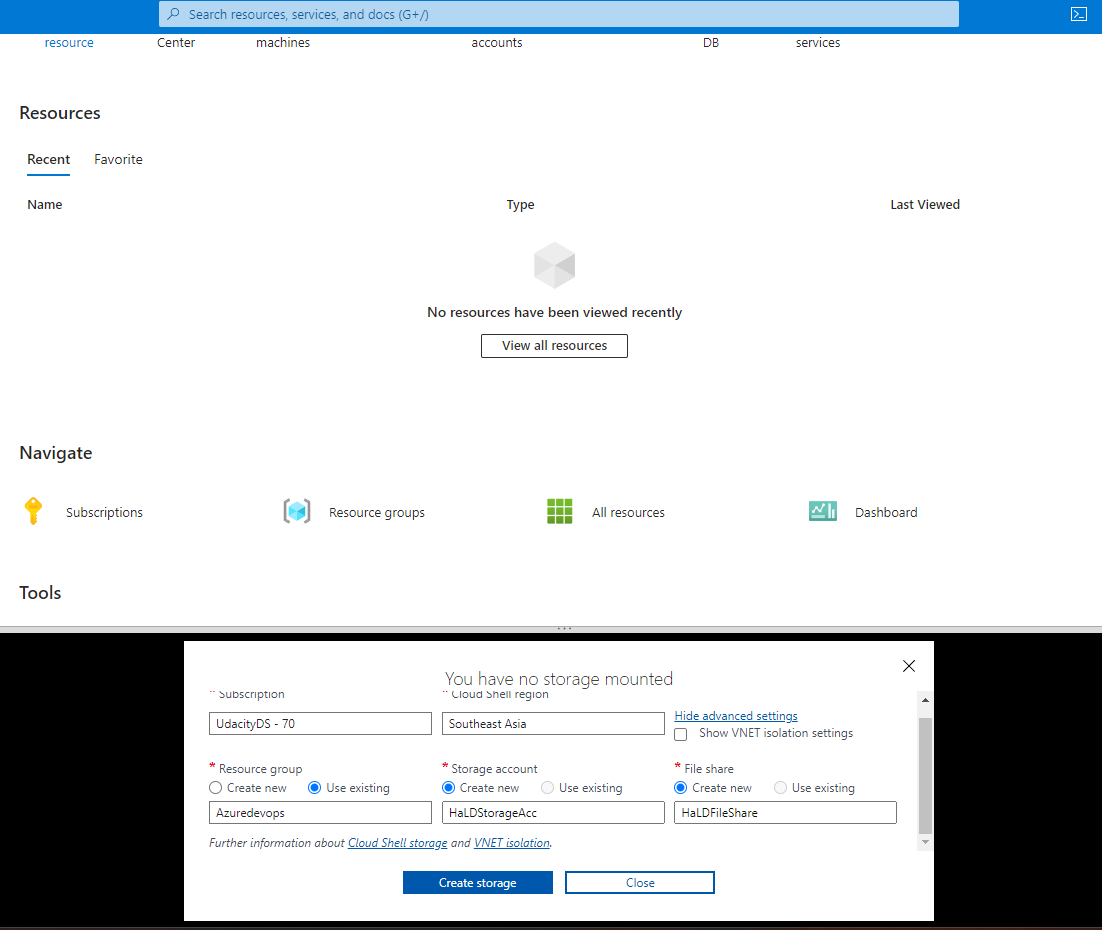 Search resources, services, and docs (G+/)
resource Center machines accounts DB services
Resources
Recent Favorite
Name Type Last Viewed
No resources have been viewed recently
View all resources
Navigate
Subscriptions Resource groups All resources Dashboard
Tools
You have no storage mounted
* Subscription * Cloud Shell region
UdacityDS - 70 Southeast Asia Hide advanced settings
Show VNET isolation settings
* Resource group * Storage account * File share
Create new Use existing Create new Use existing Create new Use existing
Azuredevops HaLDStorageAcc HaLDFileShare
Further information about Cloud Shell storage and VNET isolation.
Create storage Close